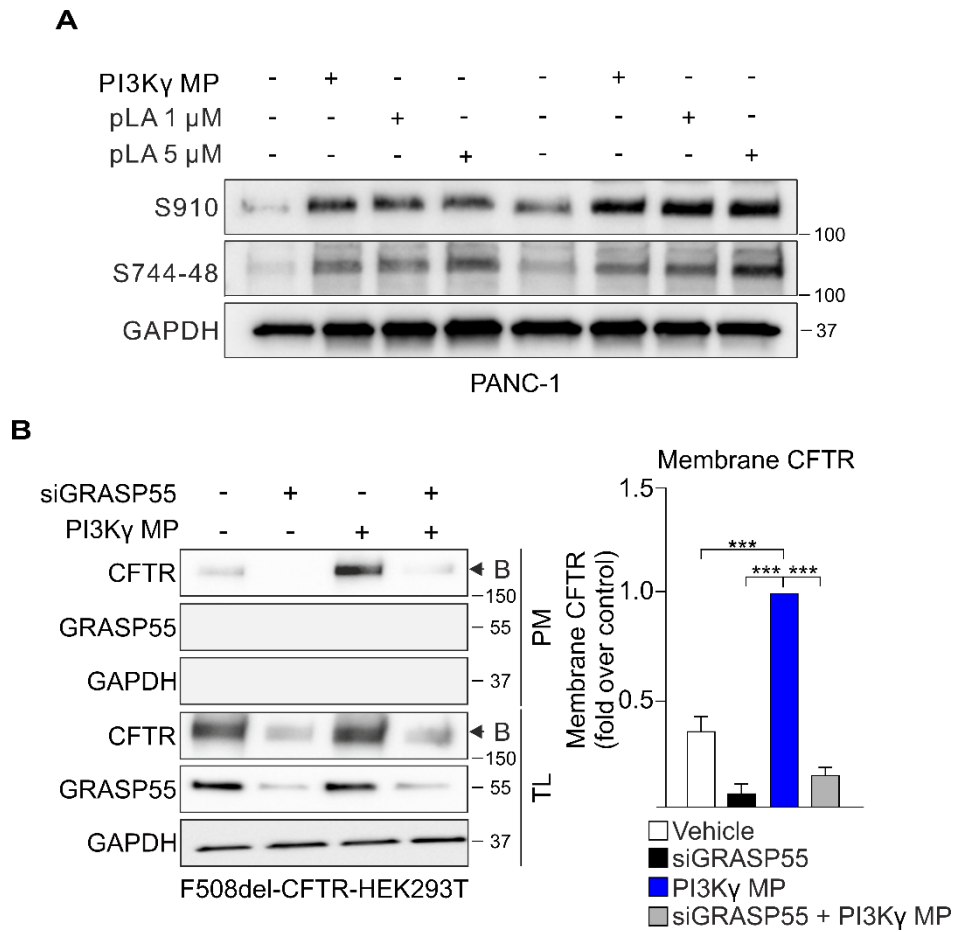 A
PI3Kγ MP - + - - - + - -
pLA 1 µM - - + - - - + -
pLA 5 µM - - - + - - - +
S910
100
S744-48
100
GAPDH
37
PANC-1
B
siGRASP55 - + - +
PI3Kγ MP - - + +
CFTR
B
150
GRASP55
55
GAPDH
37
PM
CFTR
B
150
GRASP55
55
GAPDH
37
TL
F508del-CFTR-HEK293T
Membrane CFTR
Membrane CFTR
(fold over control)
1.5
1.0
0.5
***
*** ***
Vehicle
siGRASP55
PI3Kγ MP
siGRASP55 + PI3Kγ MP